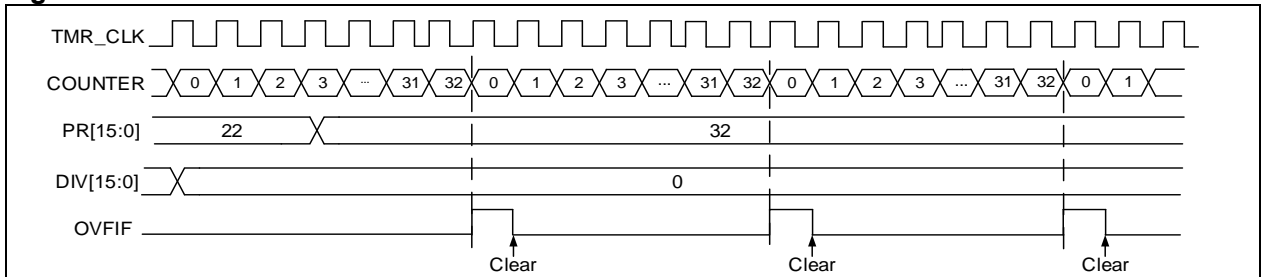 TMR_CLK
COUNTER 0 1 2 3 ... 31 32 0 1 2 3 ... 31 32 0 1 2 3 ... 31 32 0 1
PR[15:0] 22 32
DIV[15:0] 0
OVFIF
Clear Clear Clear